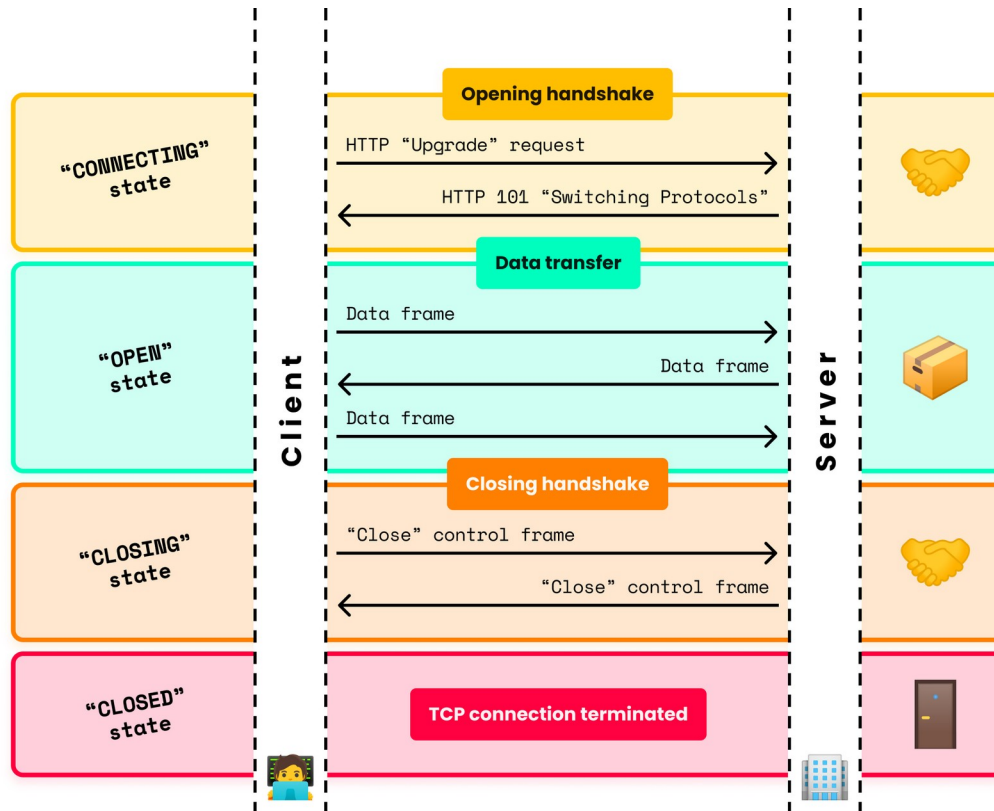 Opening handshake
“CONNECTING”
state
HTTP “Upgrade” request
HTTP 101 “Switching Protocols”
Data transfer
“OPEN”
state
Data frame
Data frame
Data frame
Client
Server
Closing handshake
“CLOSING”
state
“Close” control frame
“Close” control frame
“CLOSED”
state
TCP connection terminated